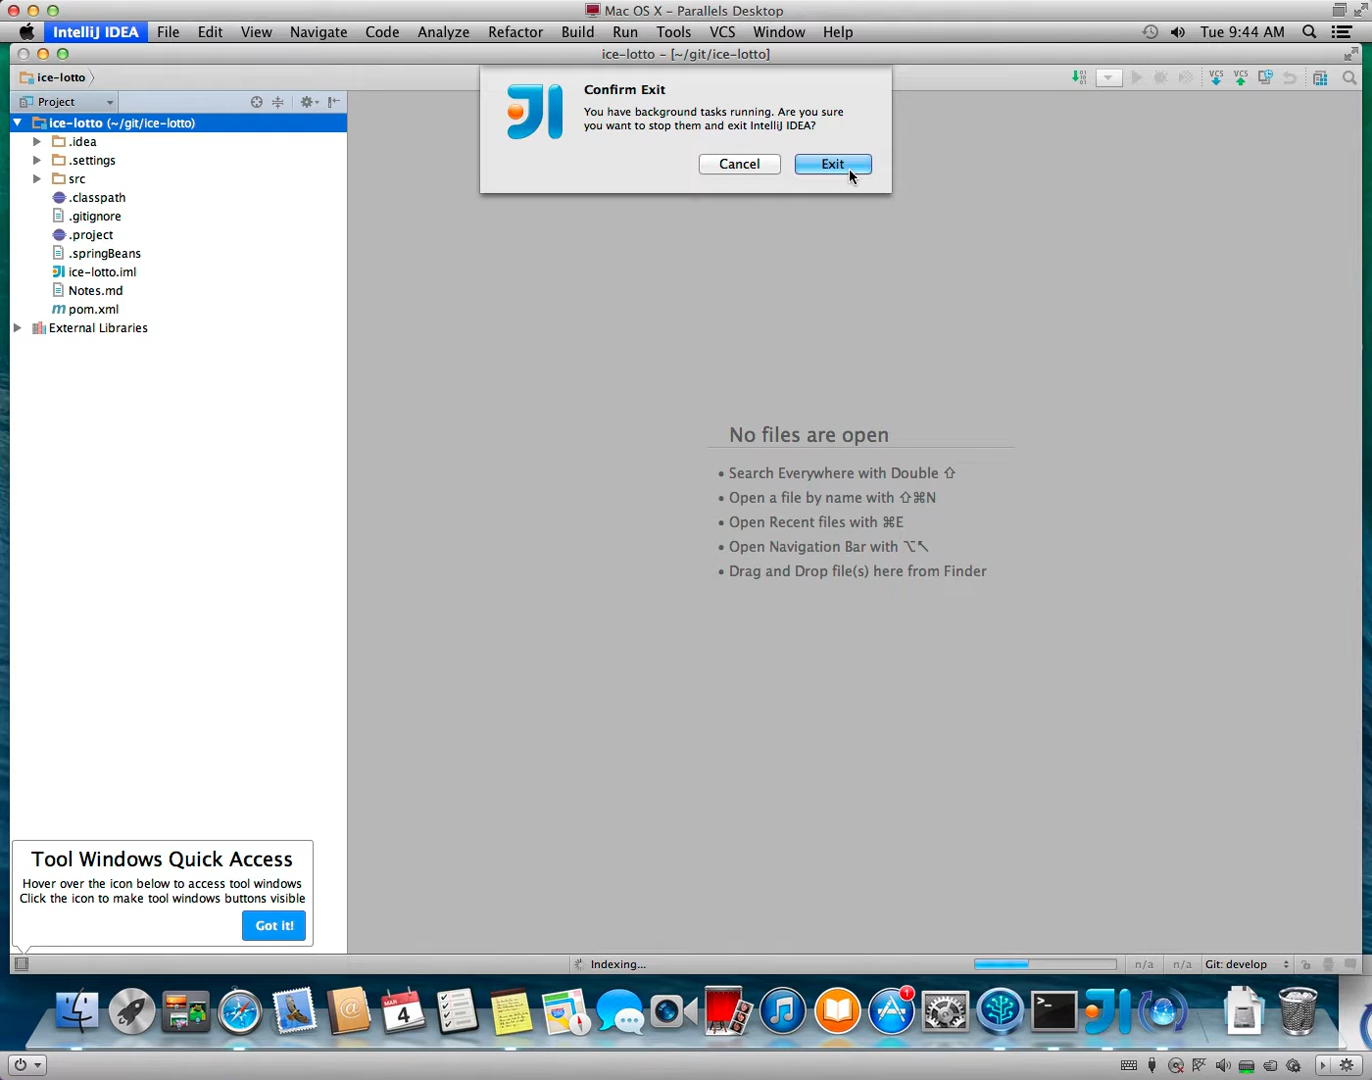 Mac OS X - Parallels Desktop
IntelliJ IDEA File Edit View Navigate Code Analyze Refactor Build Run Tools VCS Window Help Tue 9:44 AM
ice-lotto – [~/git/ice-lotto]
ice-lotto
VCS VCS
Project
Confirm Exit
You have background tasks running. Are you sure
you want to stop them and exit IntelliJ IDEA?
Cancel Exit
ice-lotto (~/git/ice-lotto)
.idea
.settings
src
.classpath
.gitignore
.project
.springBeans
ice-lotto.iml
Notes.md
m pom.xml
External Libraries
No files are open
• Search Everywhere with Double ⇧
• Open a file by name with ⇧⌘N
• Open Recent files with ⌘E
• Open Navigation Bar with ⌥↖
• Drag and Drop file(s) here from Finder
Tool Windows Quick Access
Hover over the icon below to access tool windows
Click the icon to make tool windows buttons visible
Got it!
Indexing... n/a n/a Git: develop
MAR
4
1